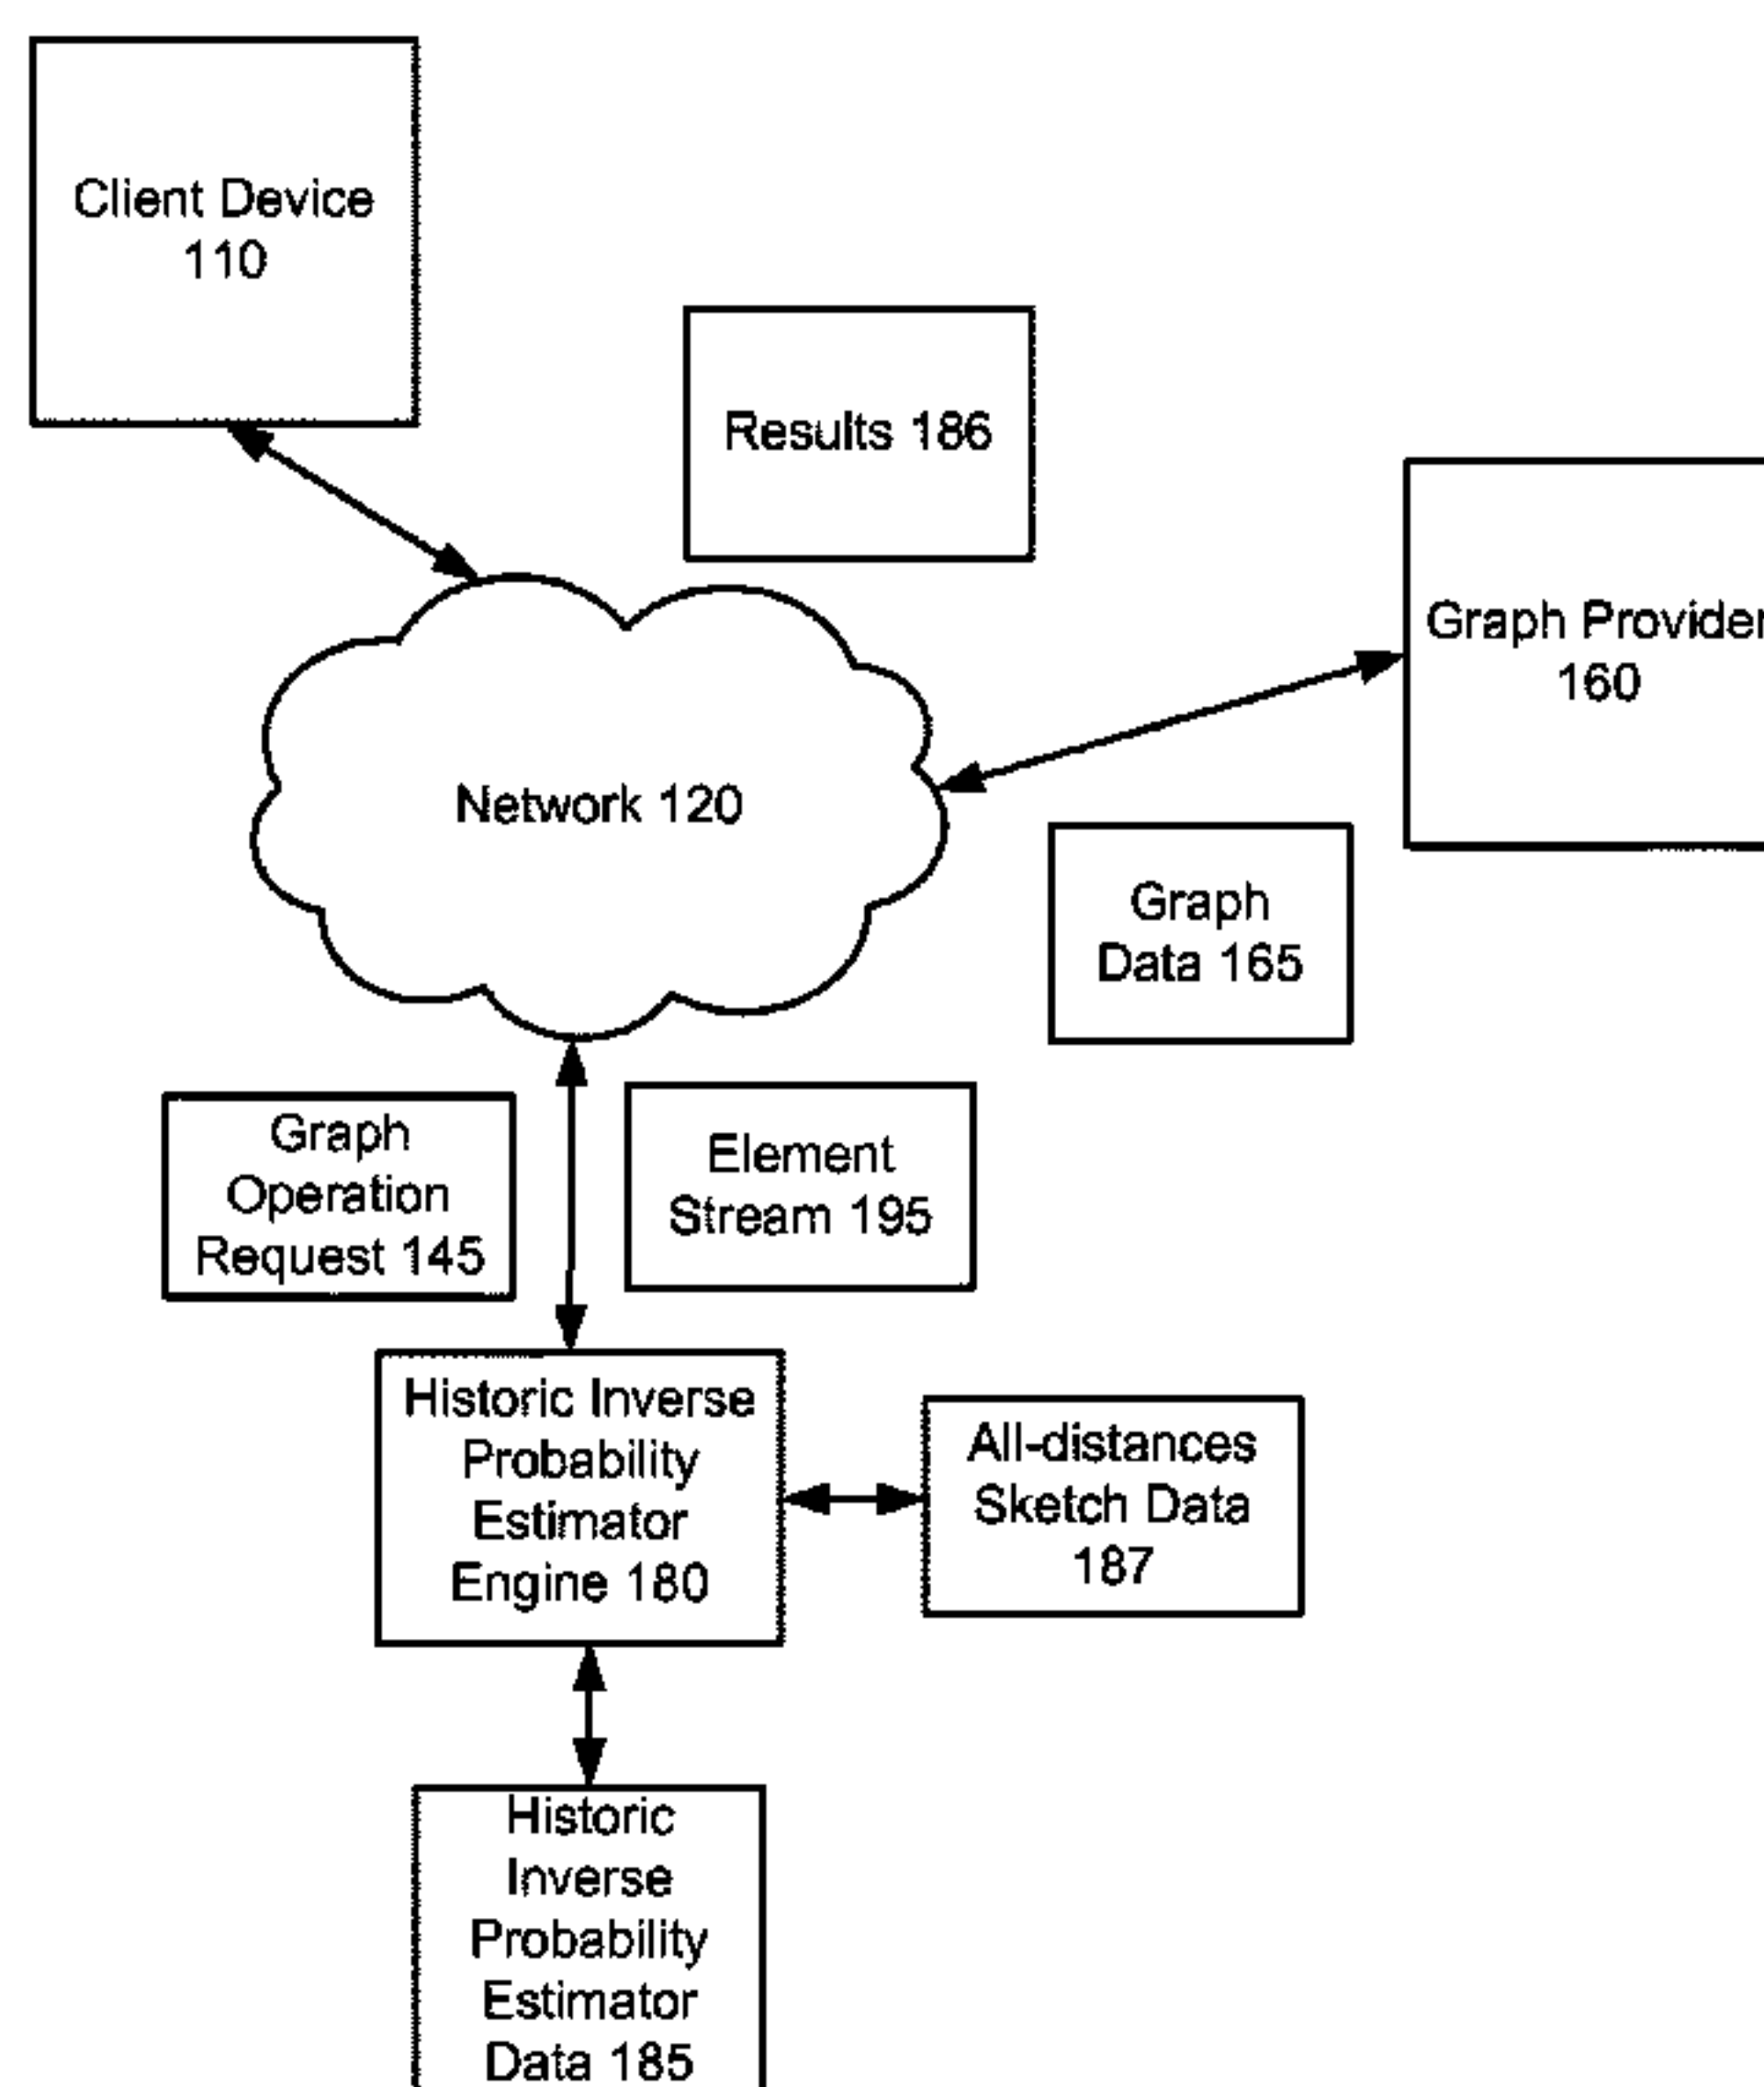 Client Device
110
Results 186
Graph Provider
160
Network 120
Graph
Data 165
Graph
Operation
Request 145
Element
Stream 195
Historic Inverse
Probability
Estimator
Engine 180
All-distances
Sketch Data
187
Historic
Inverse
Probability
Estimator
Data 185